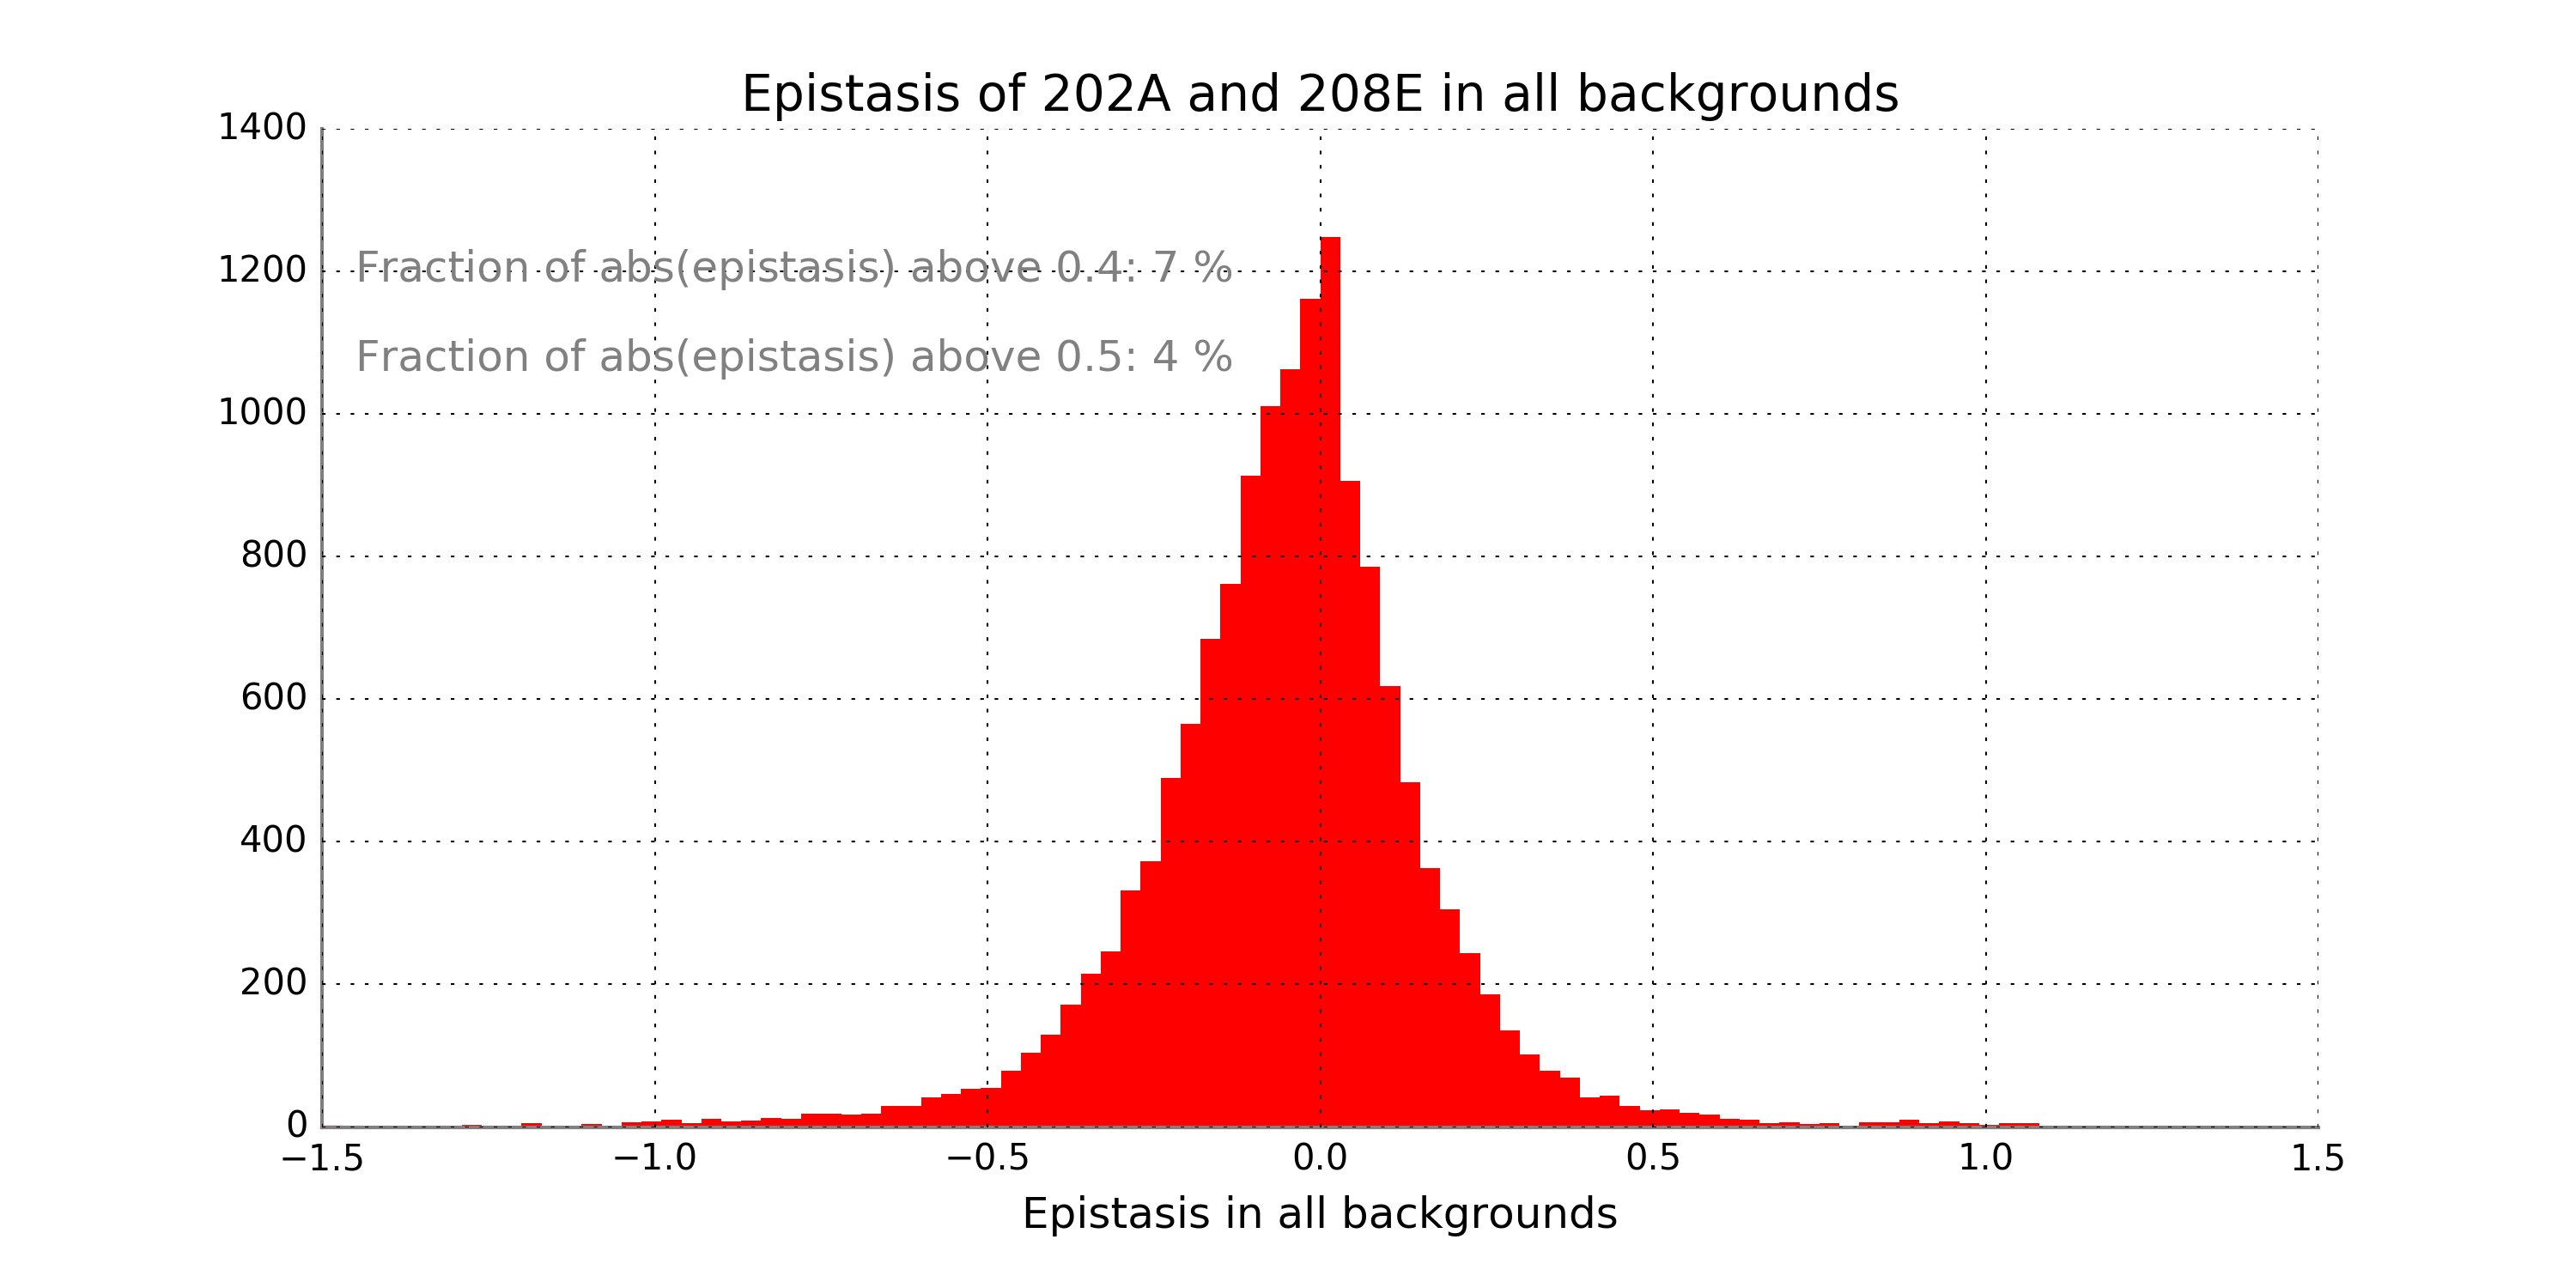 Epistasis of 202A and 208E in all backgrounds
1400
1200
1000
800
600
400
200
0
Fraction of abs(epistasis) above 0.4: 7 %
Fraction of abs(epistasis) above 0.5: 4 %
−1.5 −1.0 −0.5 0.0 0.5 1.0 1.5
Epistasis in all backgrounds